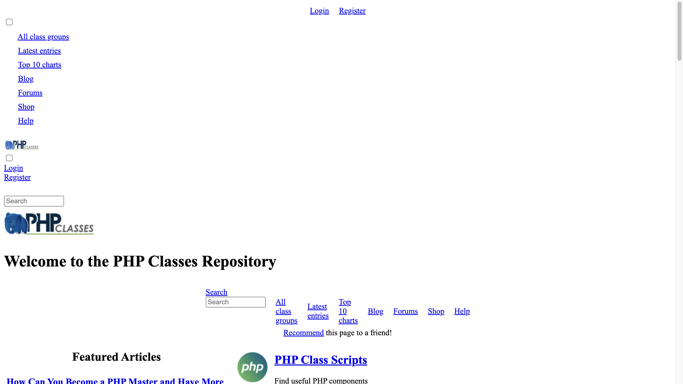 Login Register
All class groups
Latest entries
Top 10 charts
Blog
Forums
Shop
Help
PHP CLASSES
Login
Register
Search
PHP CLASSES
Welcome to the PHP Classes Repository
Search
Search
All class groups
Latest entries
Top 10 charts
Blog
Forums
Shop
Help
Recommend this page to a friend!
Featured Articles
How Can You Become a PHP Master and Have More
php
PHP Class Scripts
Find useful PHP components